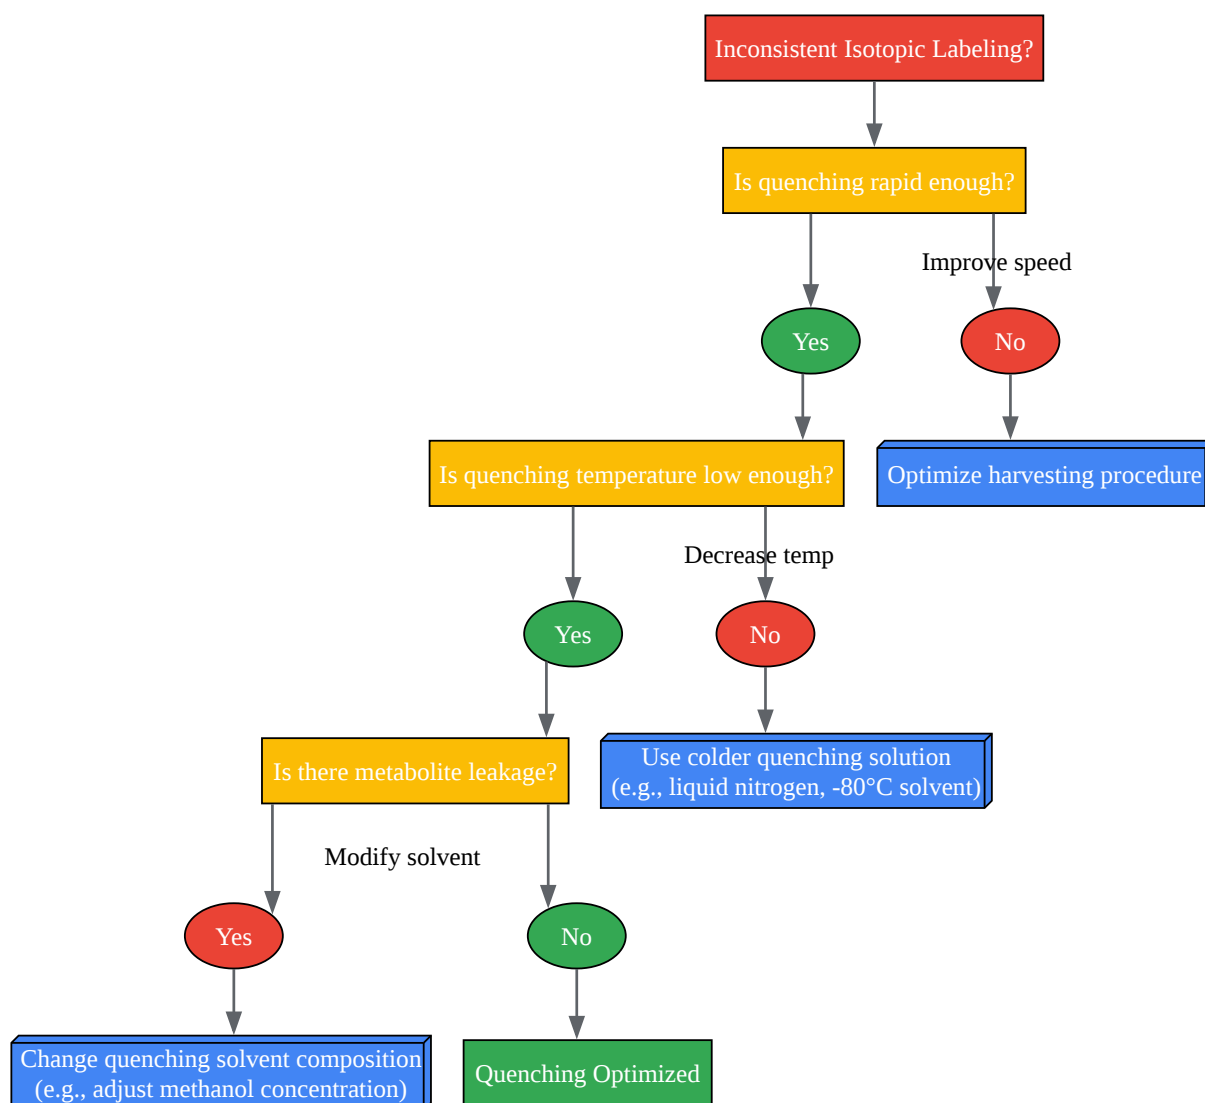 Inconsistent Isotopic Labeling?
Is quenching rapid enough?
Improve speed
Yes
No
Is quenching temperature low enough?
Optimize harvesting procedure
Decrease temp
Yes
No
Is there metabolite leakage?
Use colder quenching solution
(e.g., liquid nitrogen, -80°C solvent)
Modify solvent
Yes
No
Change quenching solvent composition
(e.g., adjust methanol concentration)
Quenching Optimized